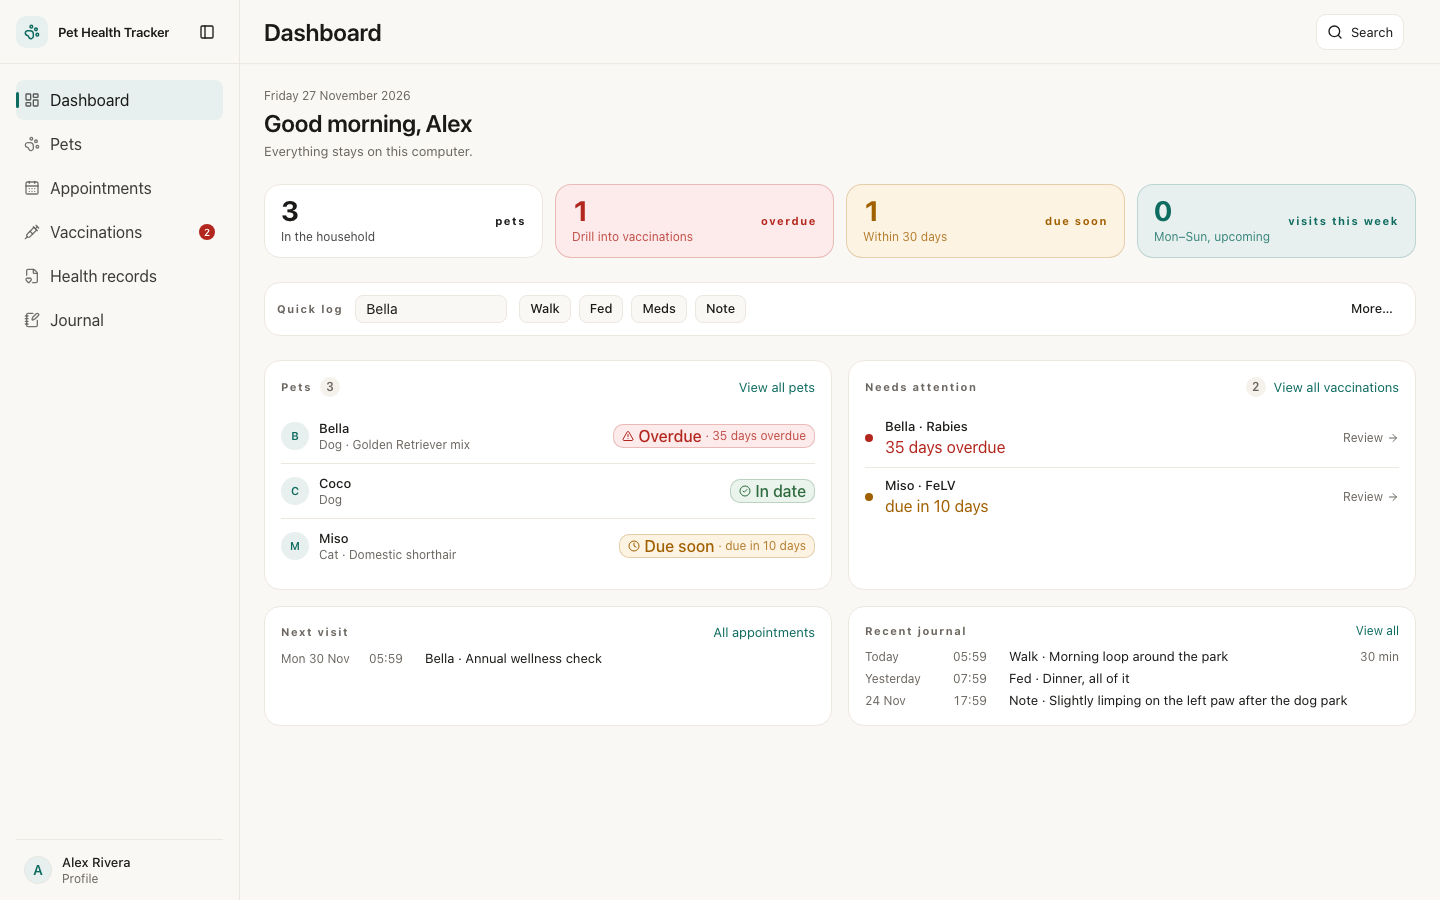 Pet Health Tracker
Dashboard
Search
Dashboard
Pets
Appointments
Vaccinations 2
Health records
Journal
Alex Rivera
Profile
Friday 27 November 2026
Good morning, Alex
Everything stays on this computer.
3
In the household
pets
1
Drill into vaccinations
overdue
1
Within 30 days
due soon
0
Mon–Sun, upcoming
visits this week
Quick log Bella Walk Fed Meds Note More...
Pets 3 View all pets
B
Bella
Dog · Golden Retriever mix
Overdue · 35 days overdue
C
Coco
Dog
In date
M
Miso
Cat · Domestic shorthair
Due soon · due in 10 days
Needs attention 2 View all vaccinations
Bella · Rabies
35 days overdue
Review →
Miso · FeLV
due in 10 days
Review →
Next visit All appointments
Mon 30 Nov 05:59 Bella · Annual wellness check
Recent journal View all
Today 05:59 Walk · Morning loop around the park 30 min
Yesterday 07:59 Fed · Dinner, all of it
24 Nov 17:59 Note · Slightly limping on the left paw after the dog park
A